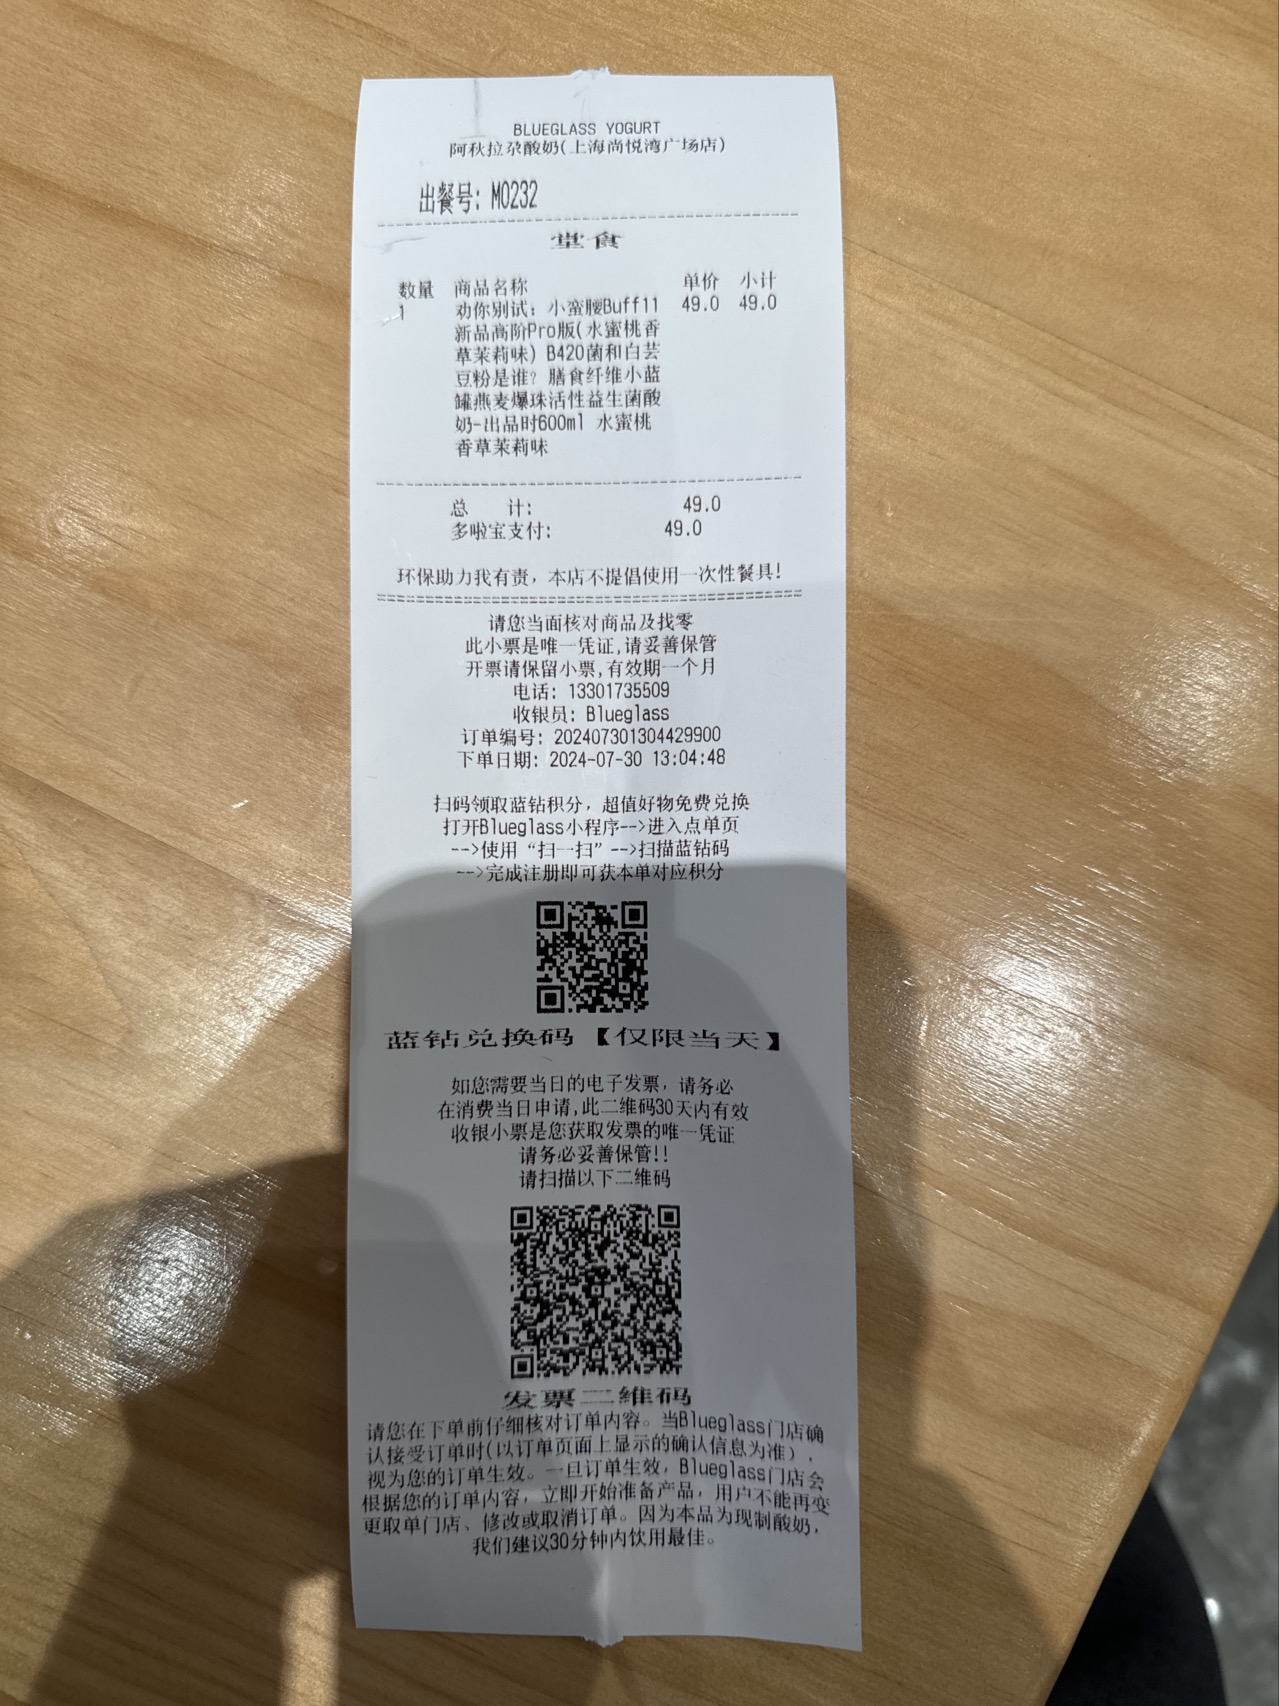 BLUEGLASS YOGURT
阿秋拉尕酸奶(上海尚悦湾广场店)
出餐号: M0232
堂食
数量 商品名称 单价 小计
1 劝你别试: 小蛮腰Buff11 49.0 49.0
新品高阶Pro版(水蜜桃香
草茉莉味) B420菌和白芸
豆粉是谁? 膳食纤维小蓝
罐燕麦爆珠活性益生菌酸
奶-出品时600ml 水蜜桃
香草茉莉味
总 计: 49.0
多啦宝支付: 49.0
环保助力我有责, 本店不提倡使用一次性餐具!
请您当面核对商品及找零
此小票是唯一凭证,请妥善保管
开票请保留小票,有效期一个月
电话: 13301735509
收银员: Blueglass
订单编号: 202407301304429900
下单日期: 2024-07-30 13:04:48
扫码领取蓝钻积分, 超值好物免费兑换
打开Blueglass小程序-->进入点单页
-->使用“扫一扫”-->扫描蓝钻码
-->完成注册即可获本单对应积分
蓝钻兑换码【仅限当天】
如您需要当日的电子发票, 请务必
在消费当日申请,此二维码30天内有效
收银小票是您获取发票的唯一凭证
请务必妥善保管!!
请扫描以下二维码
发票二维码
请您在下单前仔细核对订单内容。当Blueglass门店确
认接受订单时(以订单页面上显示的确认信息为准),
视为您的订单生效。一旦订单生效, Blueglass门店会
根据您的订单内容, 立即开始准备产品, 用户不能再变
更取单门店、修改或取消订单。因为本品为现制酸奶,
我们建议30分钟内饮用最佳。